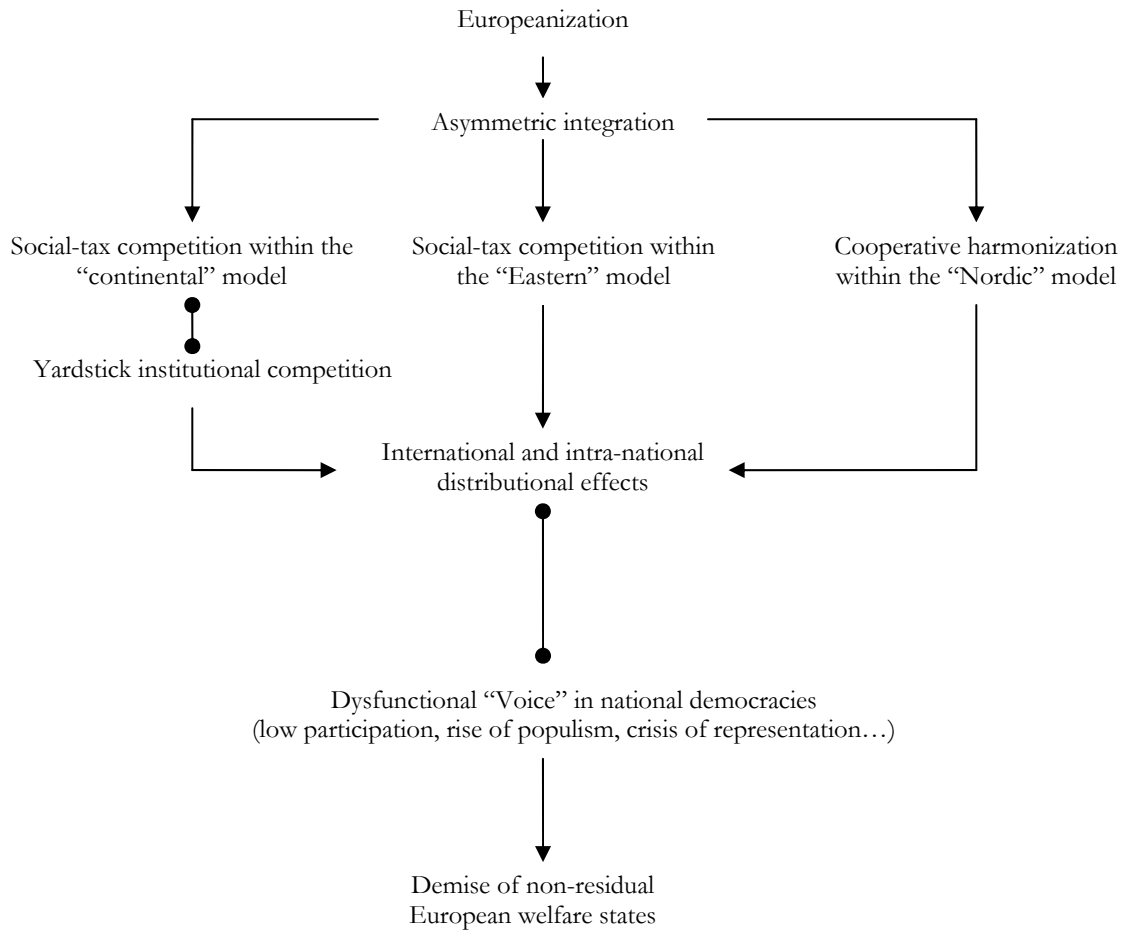 Europeanization
Asymmetric integration
Social-tax competition within the
“continental” model
Social-tax competition within
the “Eastern” model
Cooperative harmonization
within the “Nordic” model
Yardstick institutional competition
International and intra-national
distributional effects
Dysfunctional “Voice” in national democracies
(low participation, rise of populism, crisis of representation…)
Demise of non-residual
European welfare states